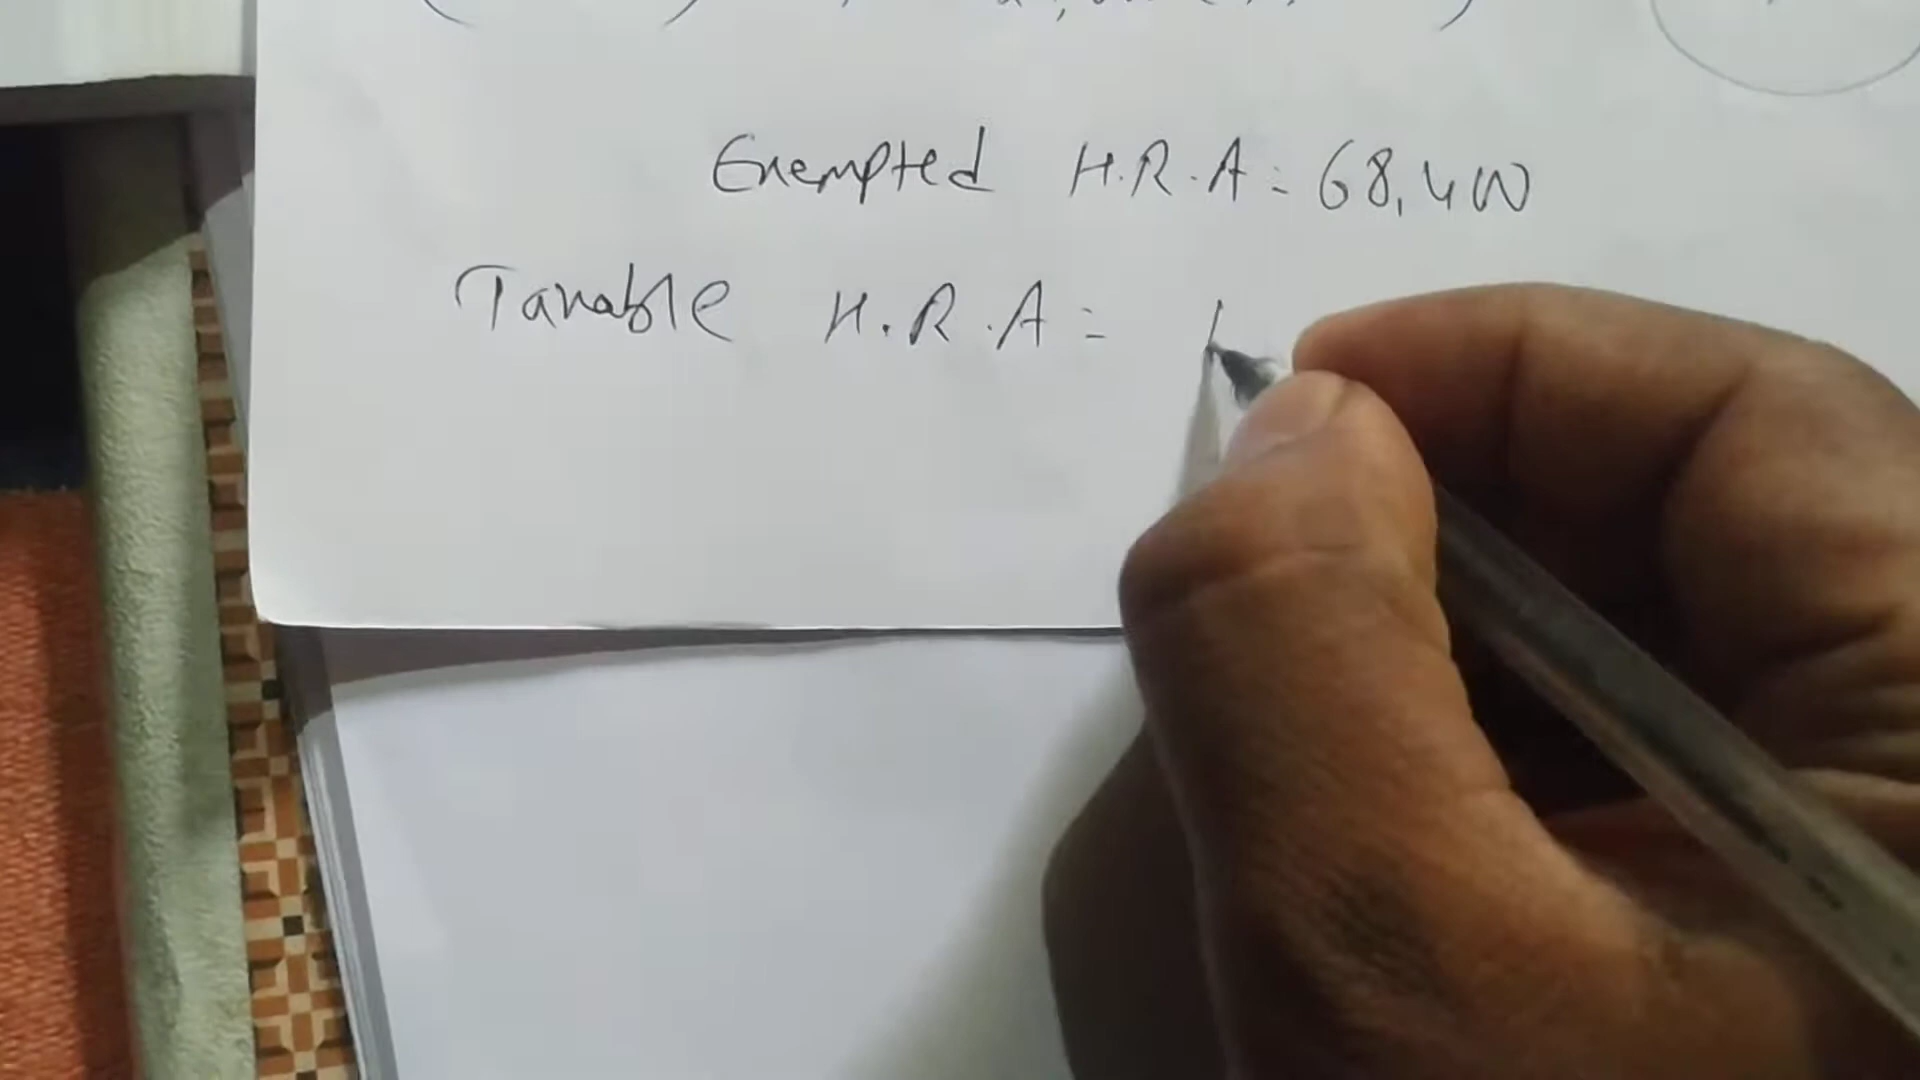 Exempted H.R.A = 68,400
Taxable H.R.A =